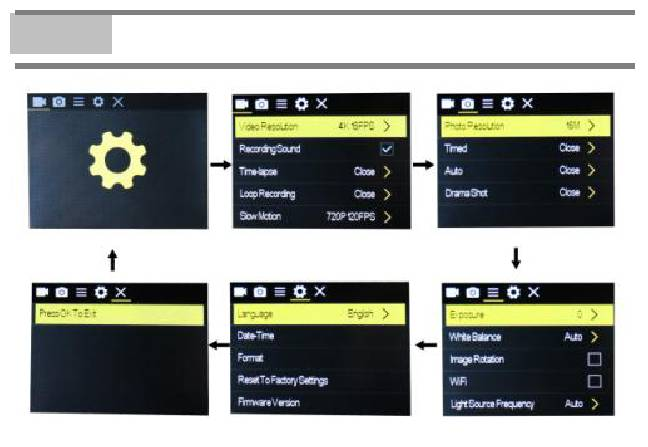 Video Resolution 4K 15FPS
Recording Sound
Time-lapse Close
Loop Recording Close
Slow Motion 720P 120FPS
Photo Resolution 16M
Timed Close
Auto Close
Drama Shot Close
Press OK To Exit
Language English
Date-Time
Format
Reset To Factory Settings
Firmware Version
Exposure 0
White Balance Auto
Image Rotation
WiFi
Light Source Frequency Auto